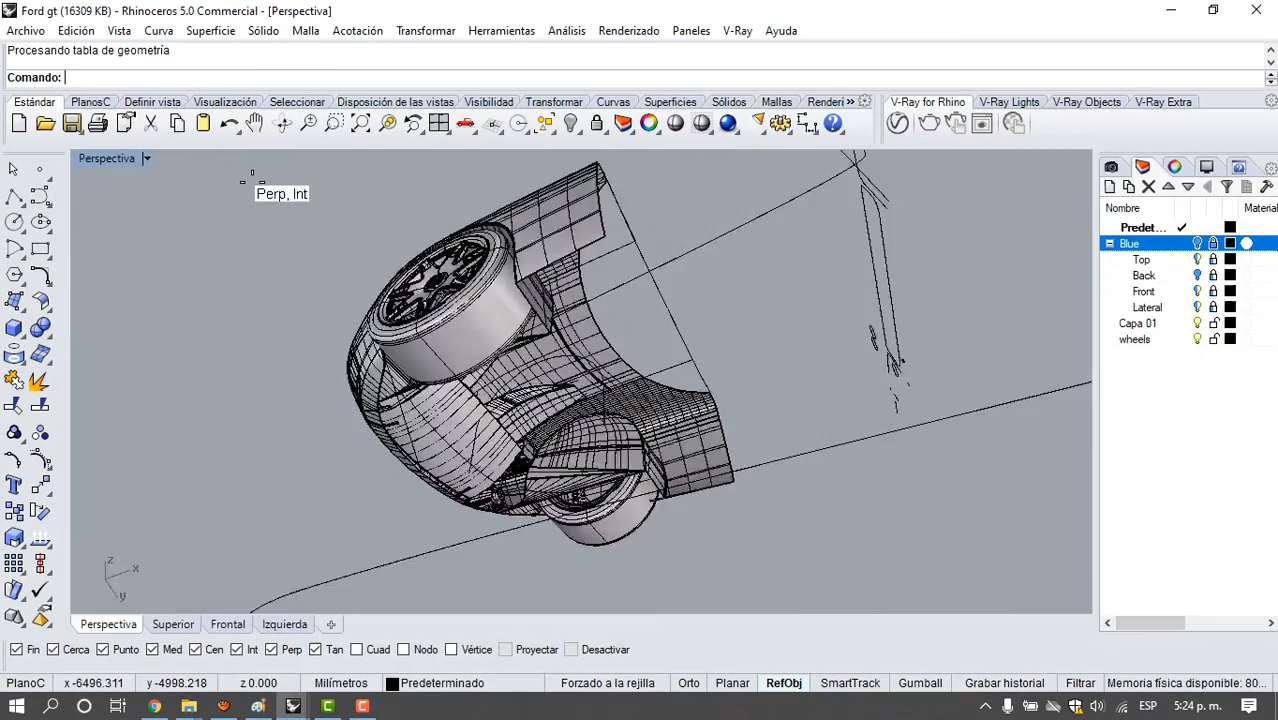 Ford gt (16309 KB) - Rhinoceros 5.0 Commercial - [Perspectiva]
Archivo Edición Vista Curva Superficie Sólido Malla Acotación Transformar Herramientas Análisis Renderizado Paneles V-Ray Ayuda
Procesando tabla de geometría
Comando:
Estándar PlanosC Definir vista Visualización Seleccionar Disposición de las vistas Visibilidad Transformar Curvas Superficies Sólidos Mallas Renderi » V-Ray for Rhino V-Ray Lights V-Ray Objects V-Ray Extra
Perspectiva
Perp, Int
Nombre Material
Predet...
Blue
Top
Back
Front
Lateral
Capa 01
wheels
z
x
y
Perspectiva Superior Frontal Izquierda
Fin Cerca Punto Med Cen Int Perp Tan Cuad Nodo Vértice Proyectar Desactivar
PlanoC x -6496.311 y -4998.218 z 0.000 Milímetros Predeterminado Forzado a la rejilla Orto Planar RefObj SmartTrack Gumball Grabar historial Filtrar Memoria física disponible: 80...
ESP 5:24 p. m.